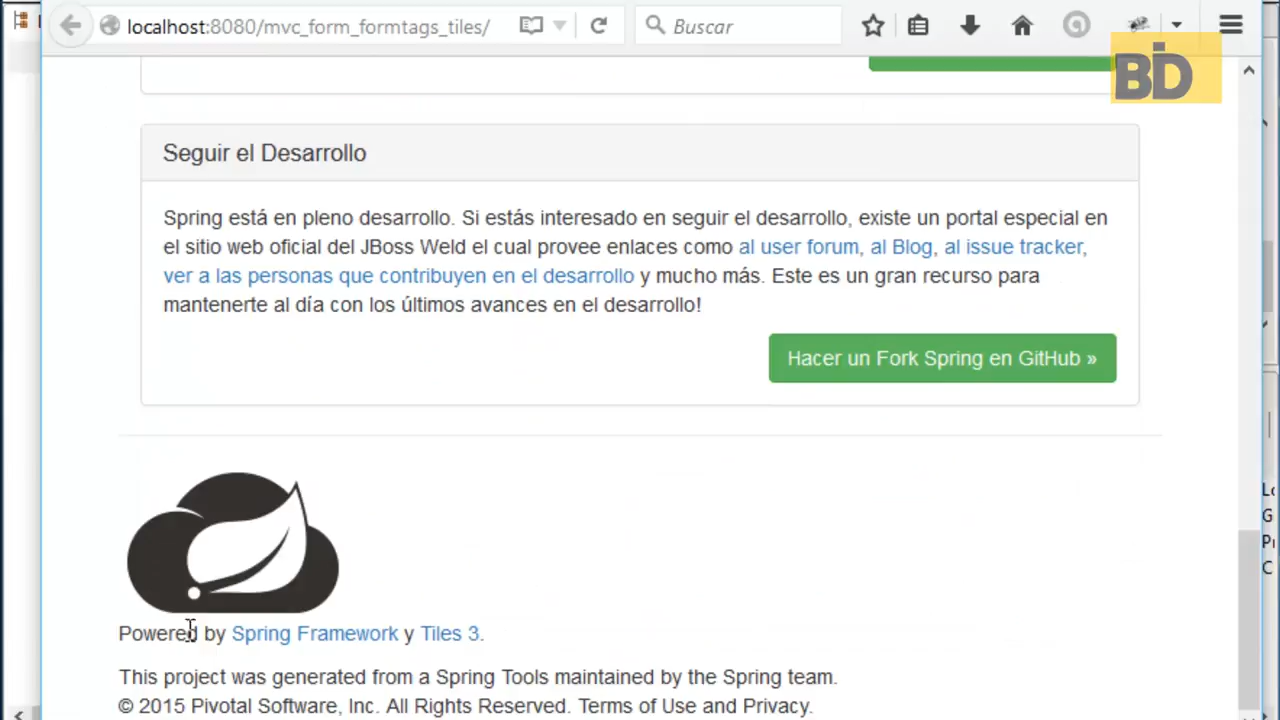 localhost:8080/mvc_form_formtags_tiles/
Buscar
BD
Seguir el Desarrollo
Spring está en pleno desarrollo. Si estás interesado en seguir el desarrollo, existe un portal especial en
el sitio web oficial del JBoss Weld el cual provee enlaces como al user forum, al Blog, al issue tracker,
ver a las personas que contribuyen en el desarrollo y mucho más. Este es un gran recurso para
mantenerte al día con los últimos avances en el desarrollo!
Hacer un Fork Spring en GitHub »
Powered by Spring Framework y Tiles 3.
This project was generated from a Spring Tools maintained by the Spring team.
© 2015 Pivotal Software, Inc. All Rights Reserved. Terms of Use and Privacy.